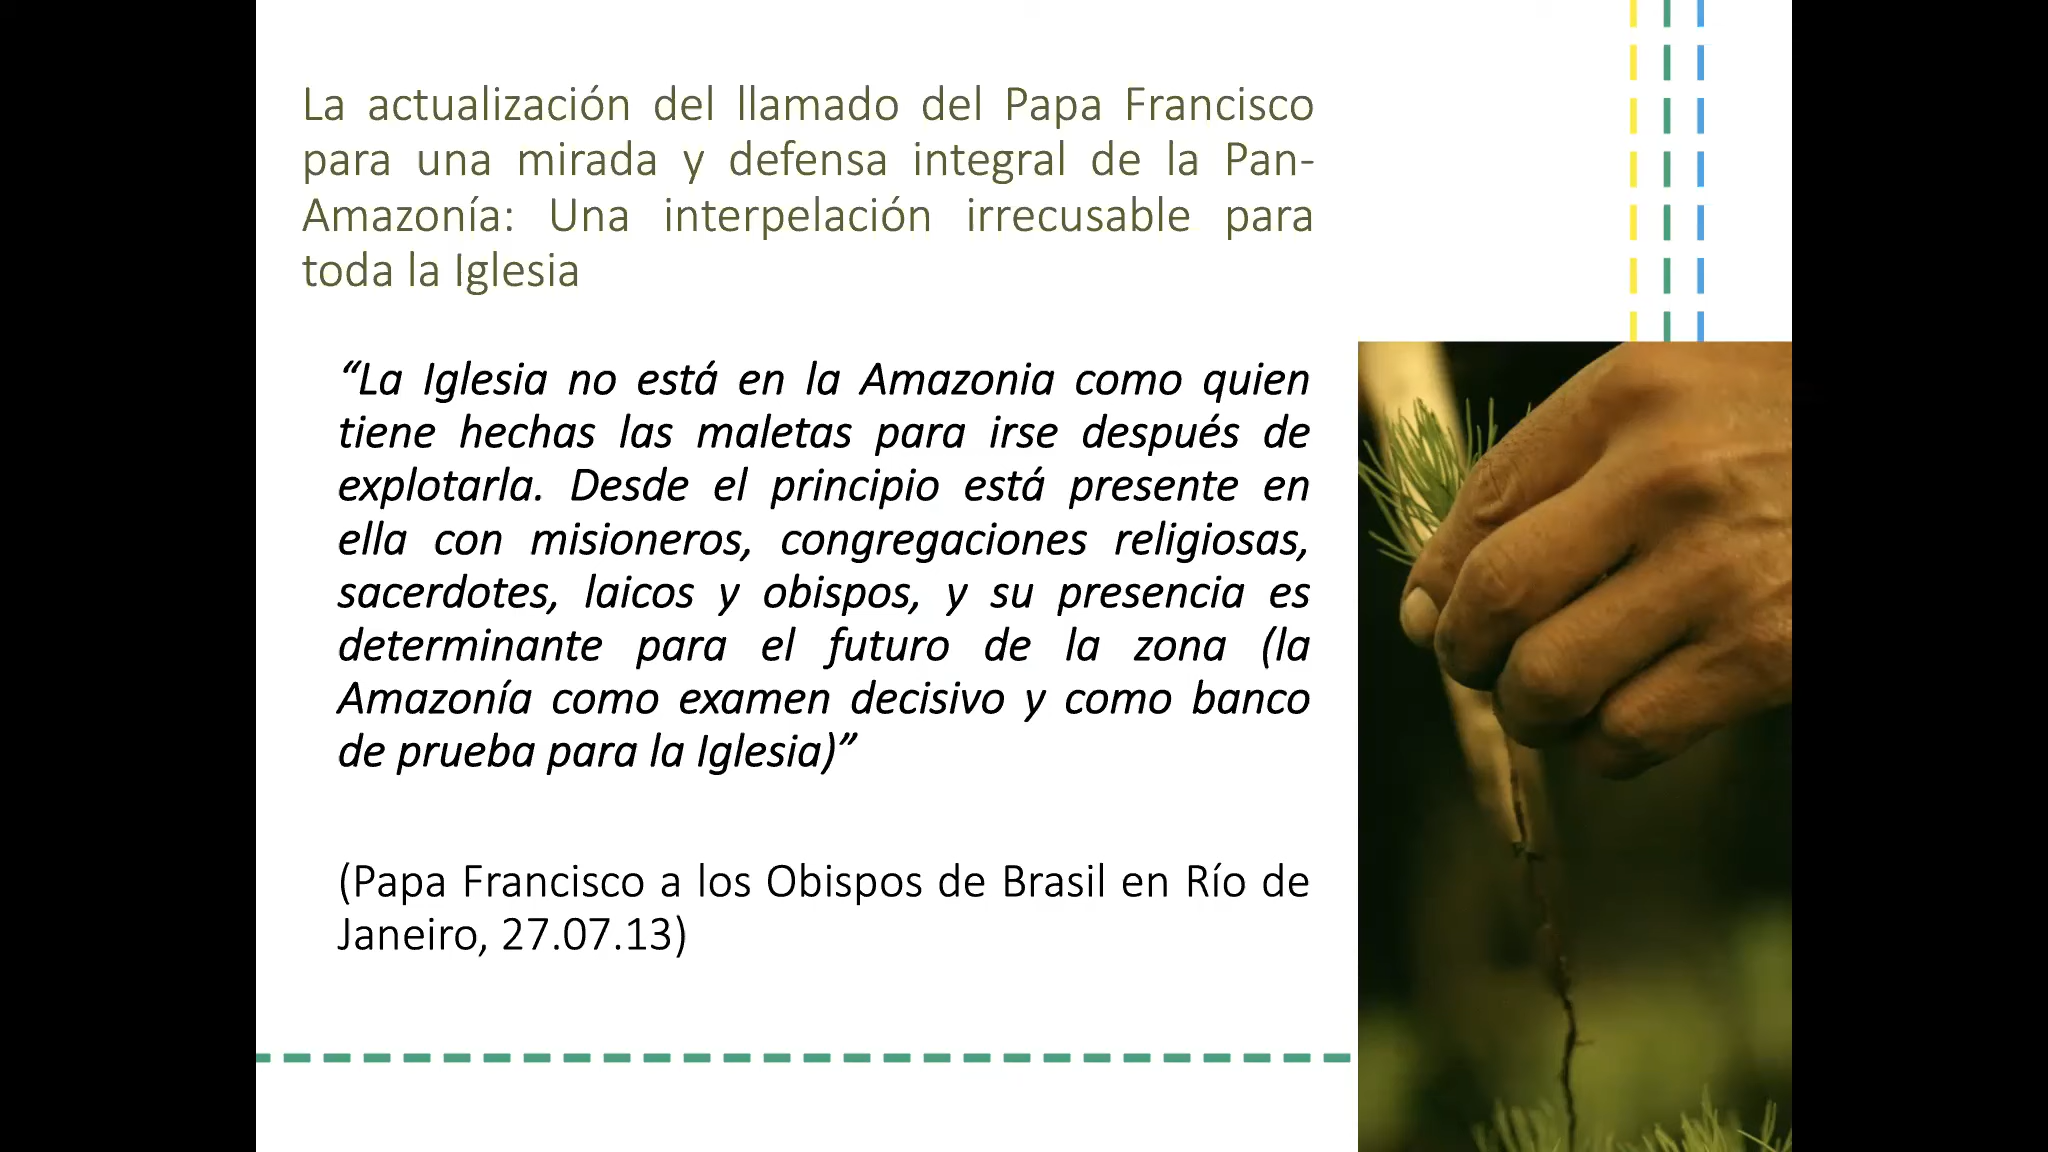 La actualización del llamado del Papa Francisco
para una mirada y defensa integral de la Pan-
Amazonía: Una interpelación irrecusable para
toda la Iglesia
“La Iglesia no está en la Amazonia como quien
tiene hechas las maletas para irse después de
explotarla. Desde el principio está presente en
ella con misioneros, congregaciones religiosas,
sacerdotes, laicos y obispos, y su presencia es
determinante para el futuro de la zona (la
Amazonía como examen decisivo y como banco
de prueba para la Iglesia)”
(Papa Francisco a los Obispos de Brasil en Río de
Janeiro, 27.07.13)